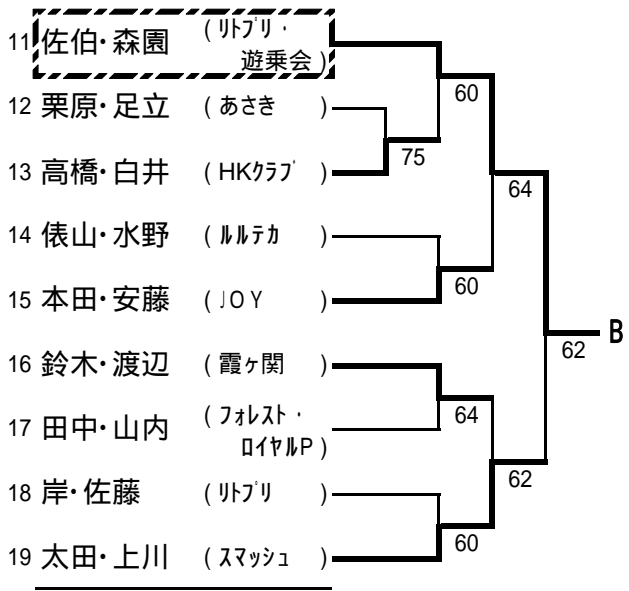 11 佐伯・森園 (ﾘﾄﾌﾟﾘ・
遊乗会)
60
12 栗原・足立 (あさき)
75
13 高橋・白井 (HKｸﾗﾌﾞ)
64
14 俵山・水野 (ﾙﾙﾃｶ)
60
15 本田・安藤 (JOY)
B
62
16 鈴木・渡辺 (霞ヶ関)
64
17 田中・山内 (ﾌｫﾚｽﾄ・
ﾛｲﾔﾙP)
62
18 岸・佐藤 (ﾘﾄﾌﾟﾘ)
60
19 太田・上川 (ｽﾏｯｼｭ)